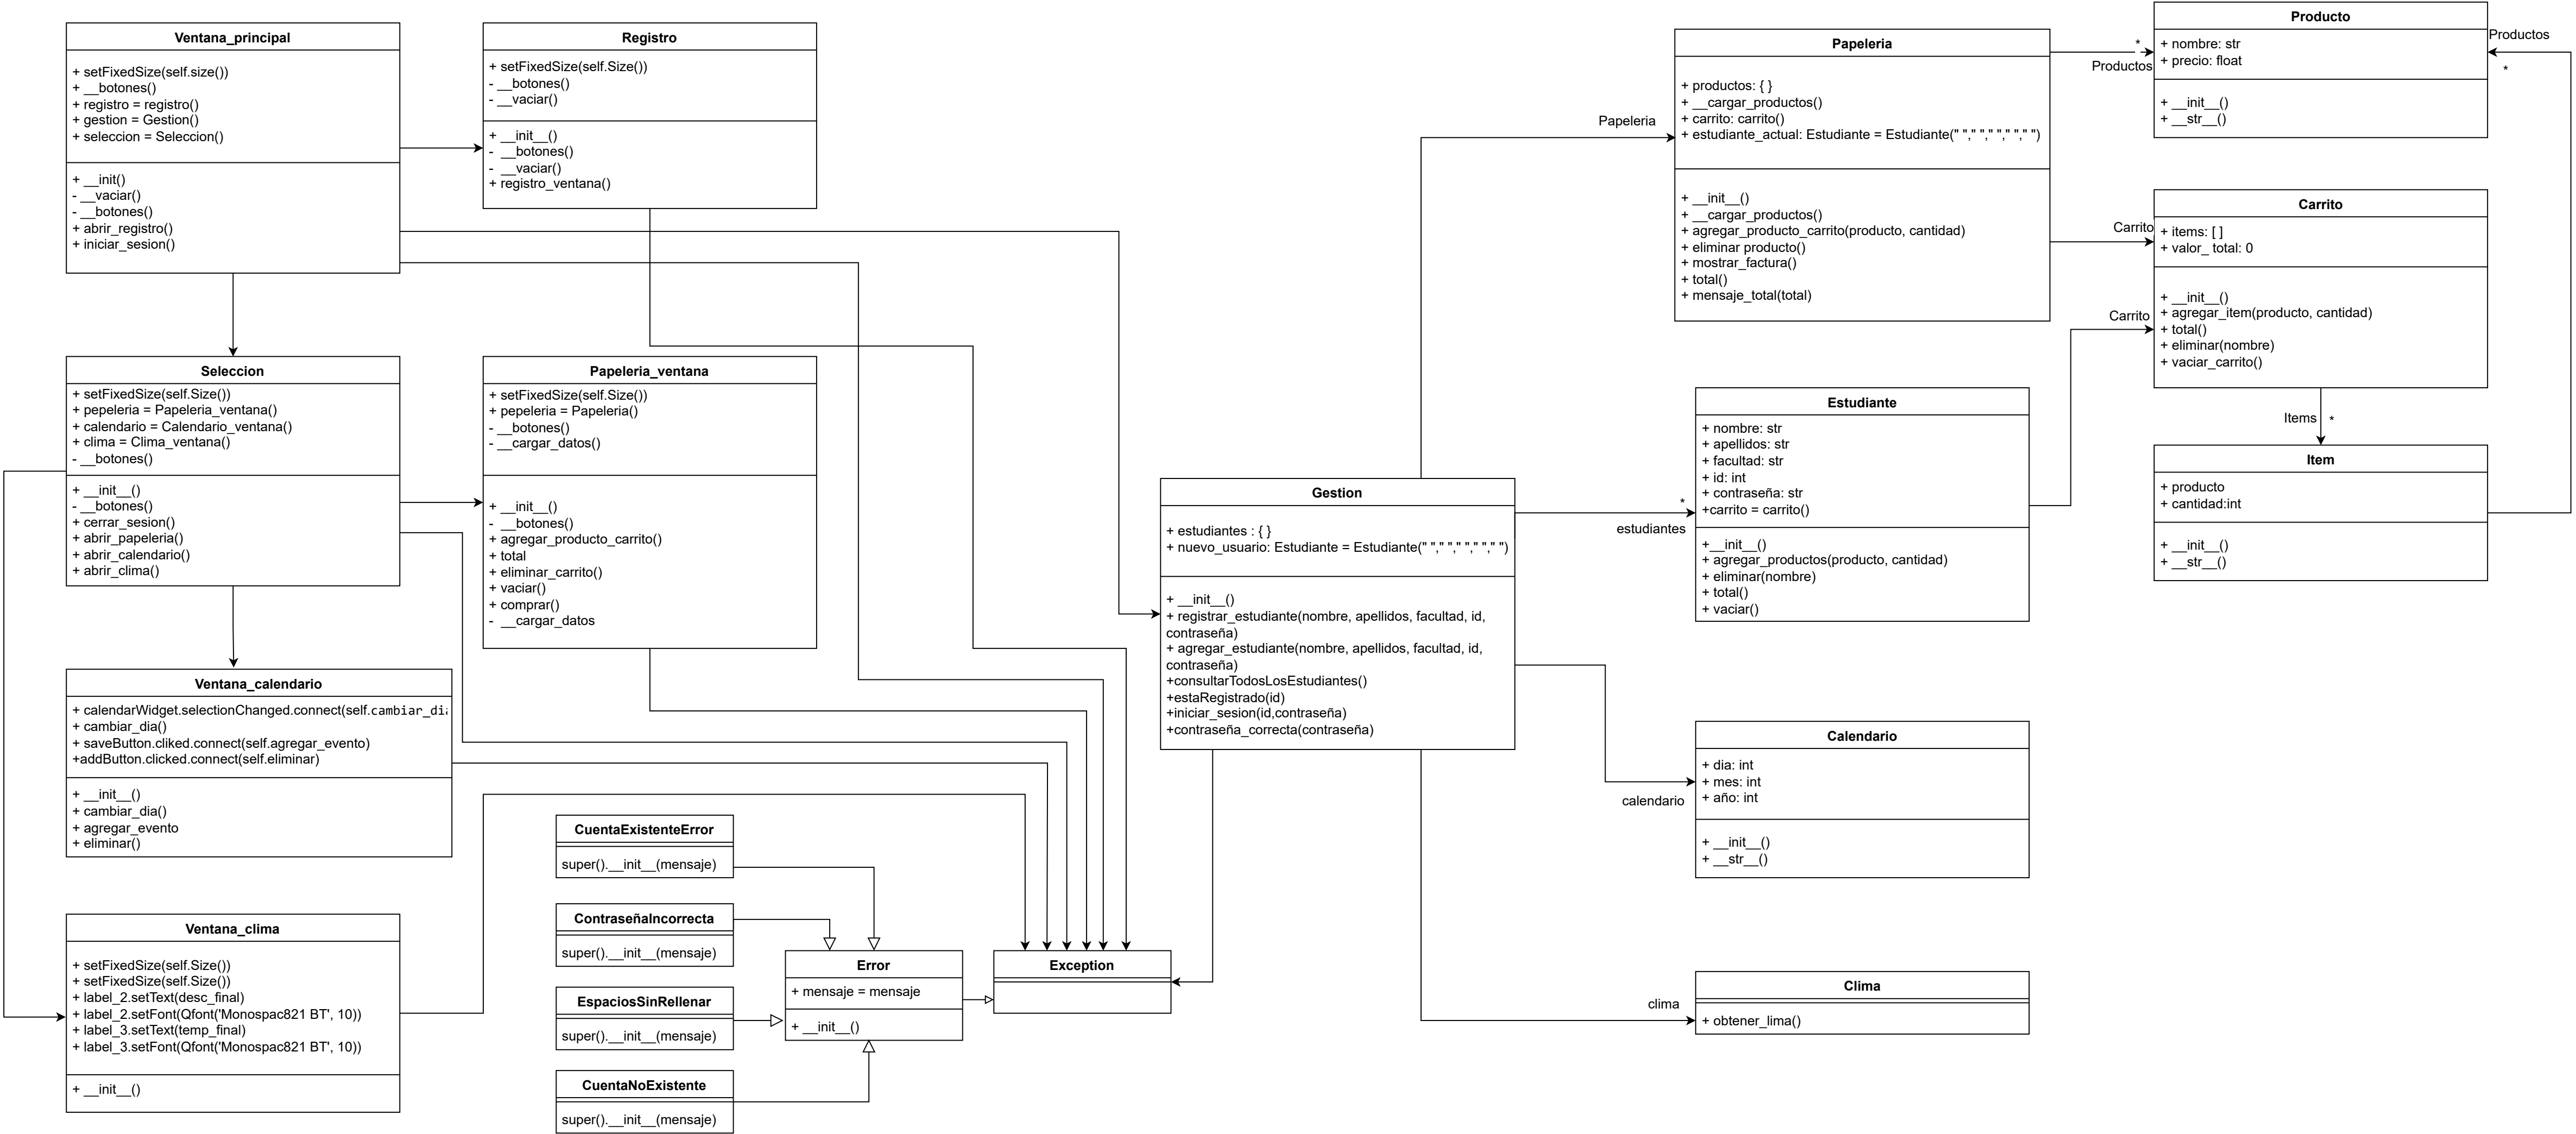 Ventana_principal
+ setFixedSize(self.size())
+ __botones()
+ registro = registro()
+ gestion = Gestion()
+ seleccion = Seleccion()
+ __init()
- __vaciar()
- __botones()
+ abrir_registro()
+ iniciar_sesion()
Registro
+ setFixedSize(self.Size())
- __botones()
- __vaciar()
+ __init__()
- __botones()
- __vaciar()
+ registro_ventana()
Seleccion
+ setFixedSize(self.Size())
+ pepeleria = Papeleria_ventana()
+ calendario = Calendario_ventana()
+ clima = Clima_ventana()
- __botones()
+ __init__()
- __botones()
+ cerrar_sesion()
+ abrir_papeleria()
+ abrir_calendario()
+ abrir_clima()
Papeleria_ventana
+ setFixedSize(self.Size())
+ pepeleria = Papeleria()
- __botones()
- __cargar_datos()
+ __init__()
- __botones()
+ agregar_producto_carrito()
+ total
+ eliminar_carrito()
+ vaciar()
+ comprar()
- __cargar_datos
Ventana_calendario
+ calendarWidget.selectionChanged.connect(self.cambiar_dia
+ cambiar_dia()
+ saveButton.cliked.connect(self.agregar_evento)
+addButton.clicked.connect(self.eliminar)
+ __init__()
+ cambiar_dia()
+ agregar_evento
+ eliminar()
Ventana_clima
+ setFixedSize(self.Size())
+ setFixedSize(self.Size())
+ label_2.setText(desc_final)
+ label_2.setFont(Qfont('Monospac821 BT', 10))
+ label_3.setText(temp_final)
+ label_3.setFont(Qfont('Monospac821 BT', 10))
+ __init__()
CuentaExistenteError
super().__init__(mensaje)
ContraseñaIncorrecta
super().__init__(mensaje)
EspaciosSinRellenar
super().__init__(mensaje)
CuentaNoExistente
super().__init__(mensaje)
Error
+ mensaje = mensaje
+ __init__()
Exception
Gestion
+ estudiantes : { }
+ nuevo_usuario: Estudiante = Estudiante(" "," "," "," "," ")
+ __init__()
+ registrar_estudiante(nombre, apellidos, facultad, id,
contraseña)
+ agregar_estudiante(nombre, apellidos, facultad, id,
contraseña)
+consultarTodosLosEstudiantes()
+estaRegistrado(id)
+iniciar_sesion(id,contraseña)
+contraseña_correcta(contraseña)
Papeleria
*
estudiantes
calendario
clima
Papeleria
+ productos: { }
+ __cargar_productos()
+ carrito: carrito()
+ estudiante_actual: Estudiante = Estudiante(" "," "," "," "," ")
+ __init__()
+ __cargar_productos()
+ agregar_producto_carrito(producto, cantidad)
+ eliminar producto()
+ mostrar_factura()
+ total()
+ mensaje_total(total)
*
Productos
Carrito
Estudiante
+ nombre: str
+ apellidos: str
+ facultad: str
+ id: int
+ contraseña: str
+carrito = carrito()
+__init__()
+ agregar_productos(producto, cantidad)
+ eliminar(nombre)
+ total()
+ vaciar()
Carrito
Calendario
+ dia: int
+ mes: int
+ año: int
+ __init__()
+ __str__()
Clima
+ obtener_lima()
Producto
+ nombre: str
+ precio: float
+ __init__()
+ __str__()
Productos
*
Carrito
+ items: [ ]
+ valor_ total: 0
+ __init__()
+ agregar_item(producto, cantidad)
+ total()
+ eliminar(nombre)
+ vaciar_carrito()
Items *
Item
+ producto
+ cantidad:int
+ __init__()
+ __str__()